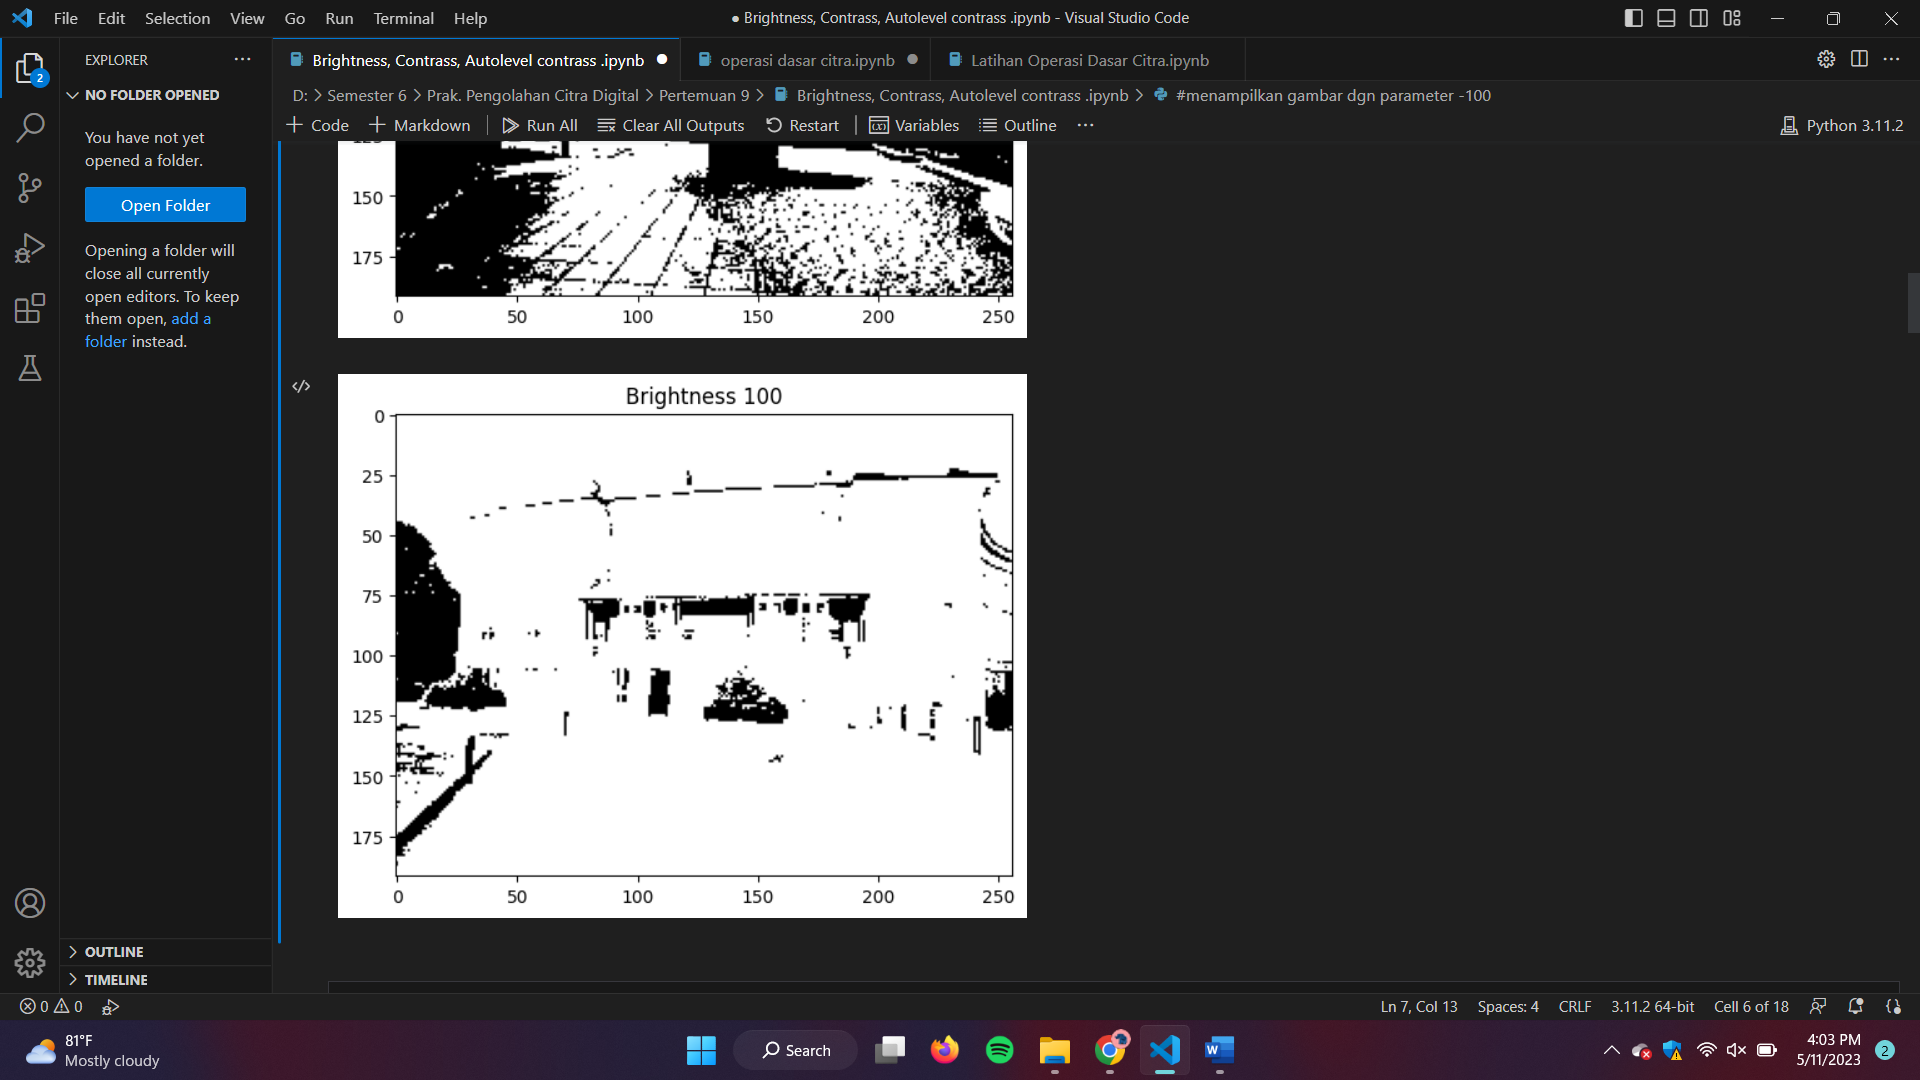 File Edit Selection View Go Run Terminal Help
● Brightness, Contrass, Autolevel contrass .ipynb - Visual Studio Code
EXPLORER
Brightness, Contrass, Autolevel contrass .ipynb
operasi dasar citra.ipynb
Latihan Operasi Dasar Citra.ipynb
NO FOLDER OPENED
D: > Semester 6 > Prak. Pengolahan Citra Digital > Pertemuan 9 > Brightness, Contrass, Autolevel contrass .ipynb > #menampilkan gambar dgn parameter -100
+ Code + Markdown Run All Clear All Outputs Restart Variables Outline ...
Python 3.11.2
2
You have not yet
opened a folder.
Open Folder
Opening a folder will
close all currently
open editors. To keep
them open, add a
folder instead.
125
150
175
0 50 100 150 200 250
Brightness 100
0
25
50
75
100
125
150
175
0 50 100 150 200 250
OUTLINE
TIMELINE
0 0
Ln 7, Col 13 Spaces: 4 CRLF 3.11.2 64-bit Cell 6 of 18
81°F
Mostly cloudy
Search
4:03 PM
5/11/2023
2